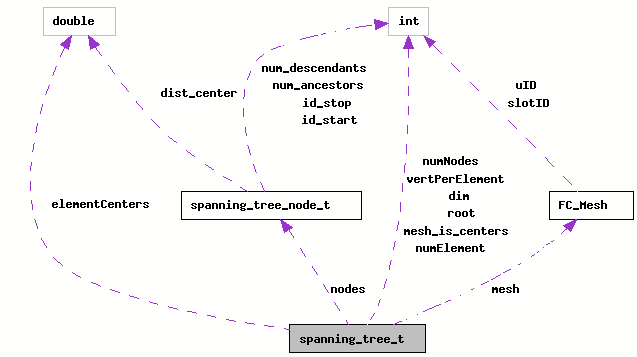 double
int
num_descendants
num_ancestors
id_stop
id_start
dist_center
uID
slotID
numNodes
vertPerElement
dim
root
mesh_is_centers
numElement
elementCenters
spanning_tree_node_t
FC_Mesh
nodes
mesh
spanning_tree_t